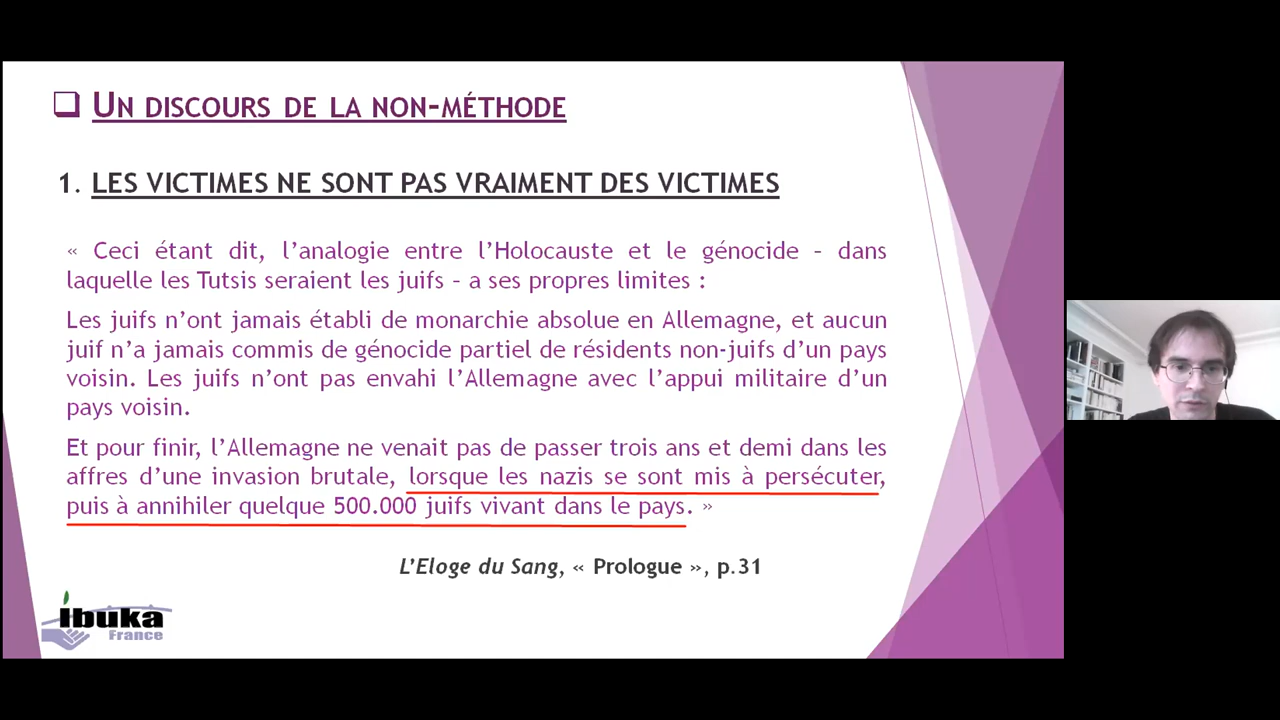 ❑ UN DISCOURS DE LA NON-MÉTHODE
1. LES VICTIMES NE SONT PAS VRAIMENT DES VICTIMES
« Ceci étant dit, l’analogie entre l’Holocauste et le génocide – dans
laquelle les Tutsis seraient les juifs – a ses propres limites :
Les juifs n’ont jamais établi de monarchie absolue en Allemagne, et aucun
juif n’a jamais commis de génocide partiel de résidents non-juifs d’un pays
voisin. Les juifs n’ont pas envahi l’Allemagne avec l’appui militaire d’un
pays voisin.
Et pour finir, l’Allemagne ne venait pas de passer trois ans et demi dans les
affres d’une invasion brutale, lorsque les nazis se sont mis à persécuter,
puis à annihiler quelque 500.000 juifs vivant dans le pays. »
L’Eloge du Sang, « Prologue », p.31
ibuka
France